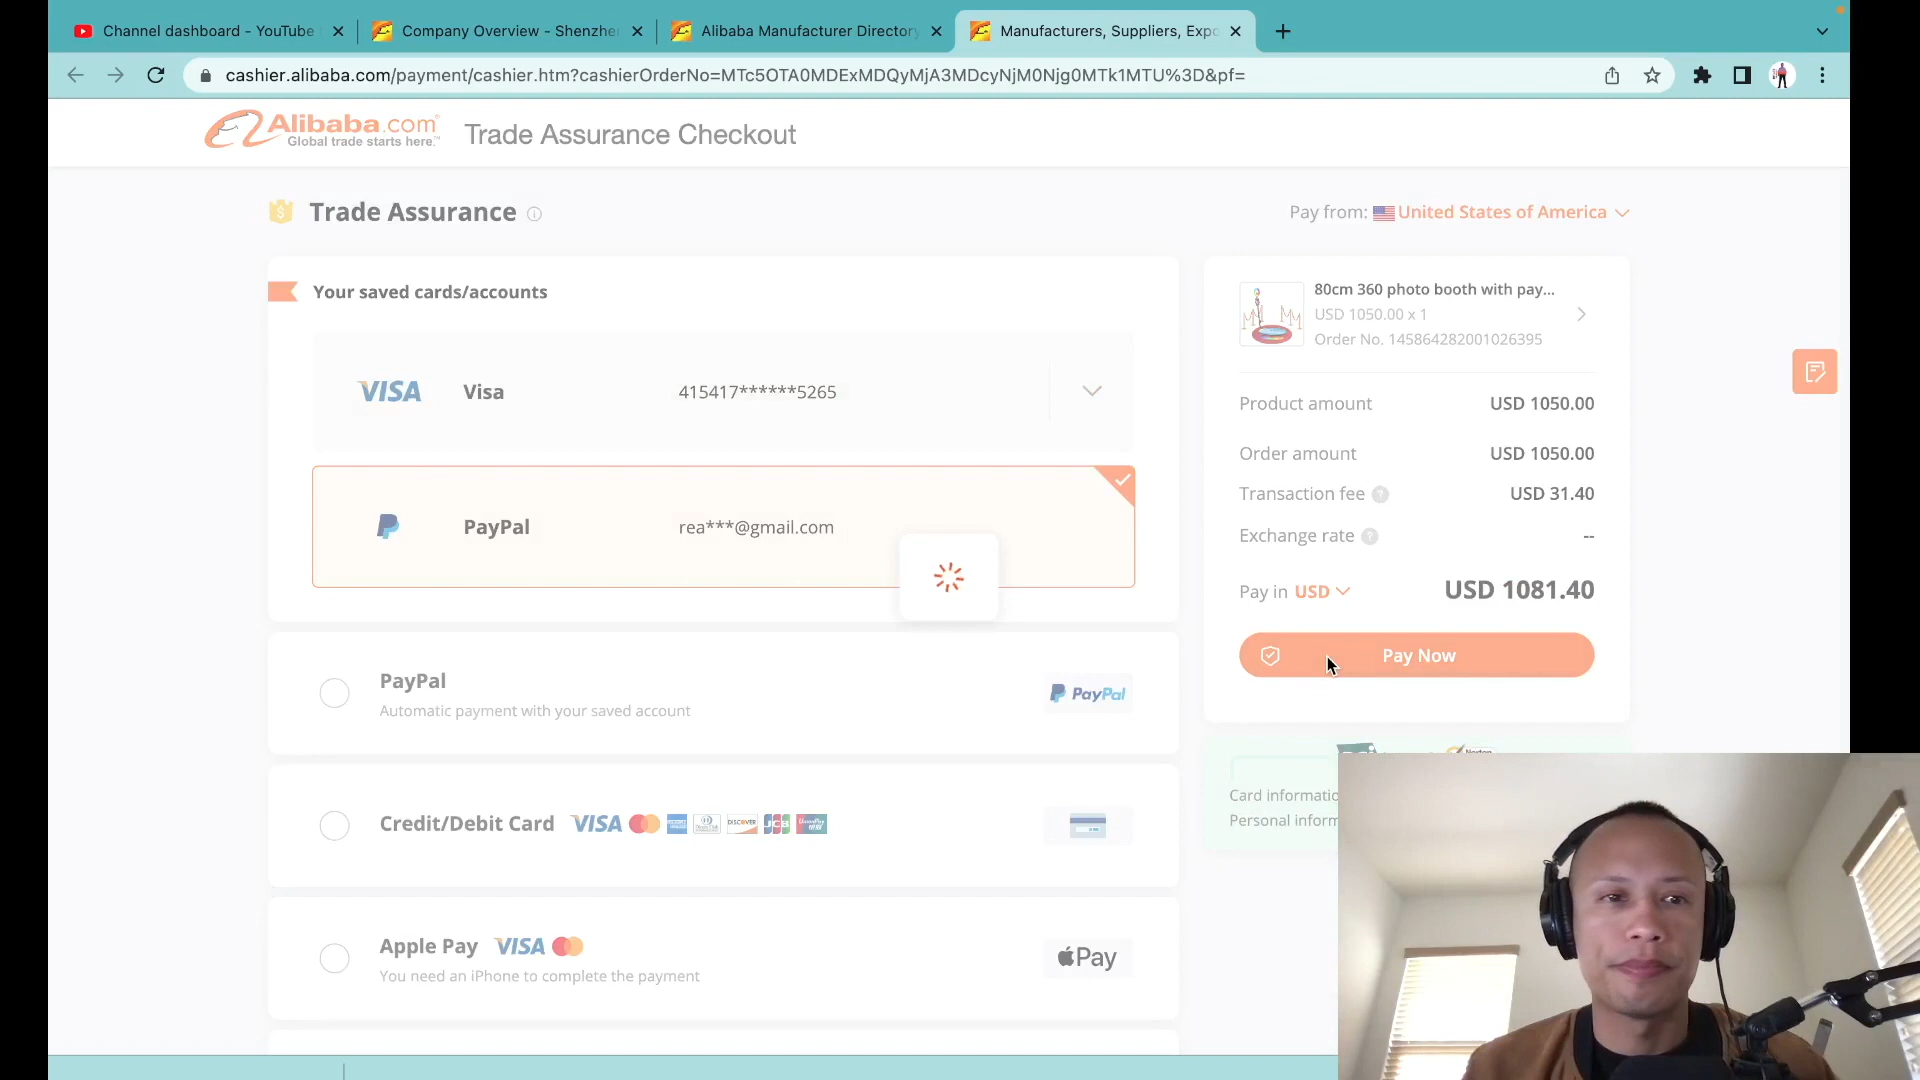 Channel dashboard - YouTube
Company Overview - Shenzhe
Alibaba Manufacturer Directory
Manufacturers, Suppliers, Expo
cashier.alibaba.com/payment/cashier.htm?cashierOrderNo=MTc5OTA0MDExMDQyMjA3MDcyNjM0Njg0MTk1MTU%3D&pf=
Alibaba.com
Global trade starts here.™
Trade Assurance Checkout
Trade Assurance
Pay from: United States of America
Your saved cards/accounts
VISA Visa 415417******5265
PayPal rea***@gmail.com
PayPal
Automatic payment with your saved account
PayPal
Credit/Debit Card VISA DISCOVER JCB
Apple Pay VISA
You need an iPhone to complete the payment
Pay
80cm 360 photo booth with pay...
USD 1050.00 x 1
Order No. 145864282001026395
Product amount USD 1050.00
Order amount USD 1050.00
Transaction fee ? USD 31.40
Exchange rate ? --
Pay in USD USD 1081.40
Pay Now
Norton
Card informatio
Personal inform